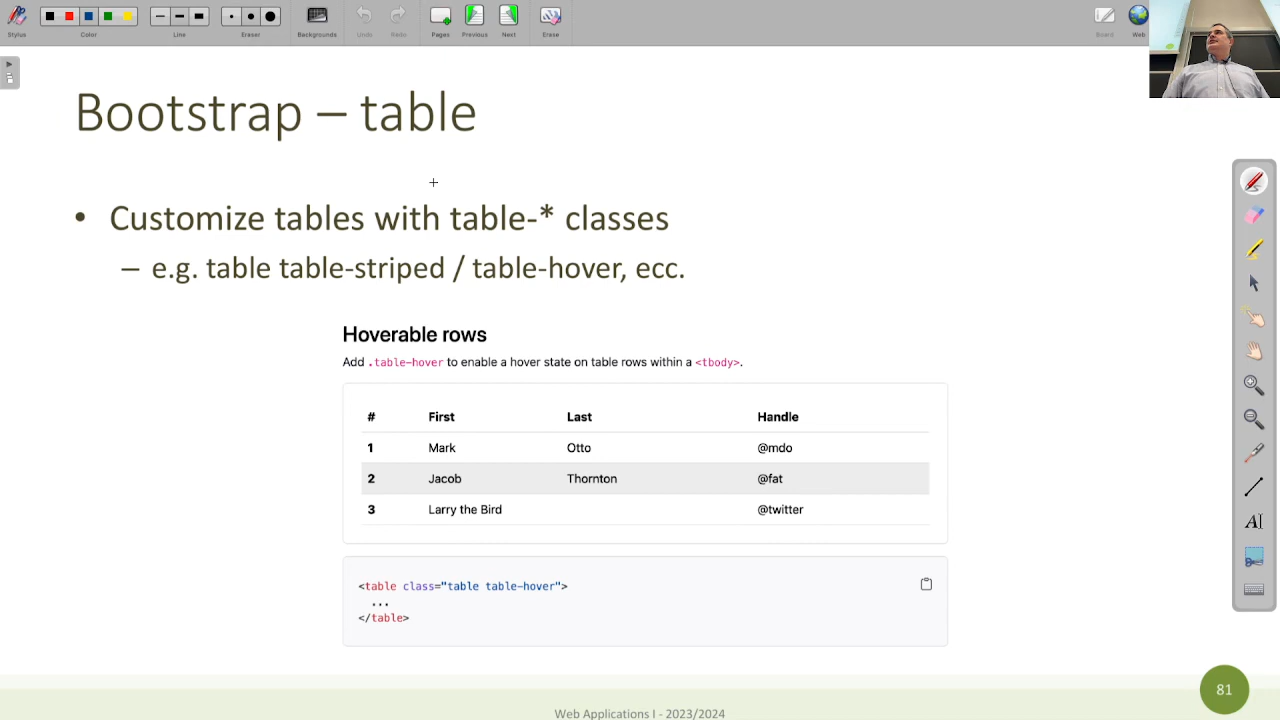 Stylus
Color
Line
Eraser
Backgrounds
Undo
Redo
Pages
Previous
Next
Erase
Board
Web
Bootstrap – table
• Customize tables with table-* classes
– e.g. table table-striped / table-hover, ecc.
Hoverable rows
Add .table-hover to enable a hover state on table rows within a <tbody>.
# First Last Handle
1 Mark Otto @mdo
2 Jacob Thornton @fat
3 Larry the Bird @twitter
<table class="table table-hover">
...
</table>
AI
81
Web Applications I - 2023/2024